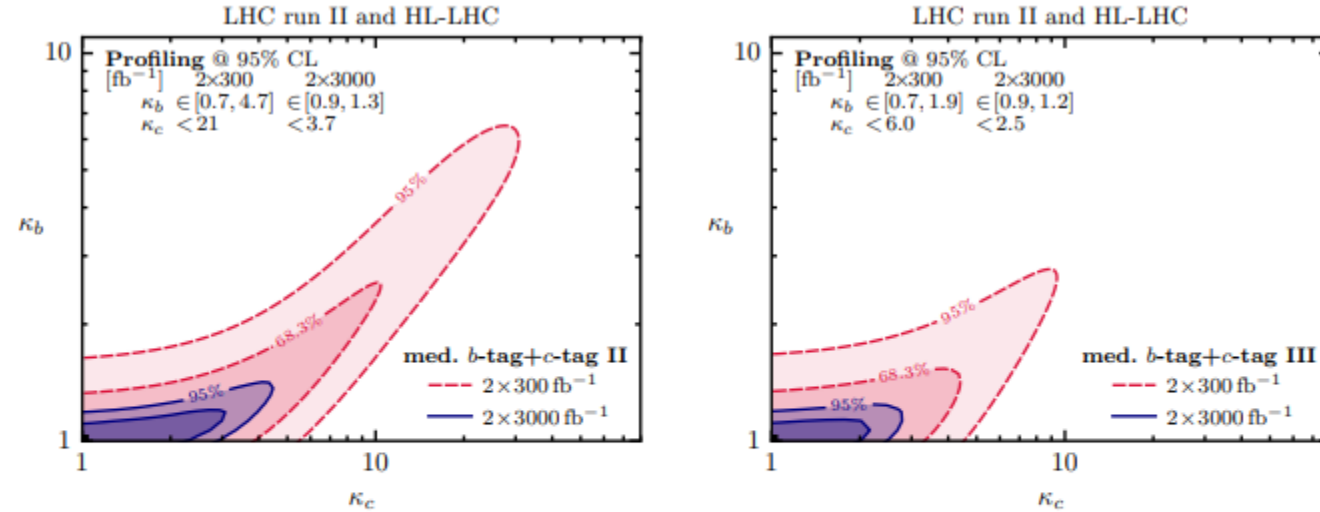 LHC run II and HL-LHC
10
Profiling @ 95% CL
[fb⁻¹] 2×300 2×3000
κ_b ∈[0.7, 4.7] ∈[0.9, 1.3]
κ_c <21 <3.7
95%
κ_b
68.3%
med. b-tag+c-tag II
95%
2×300 fb⁻¹
2×3000 fb⁻¹
1
1
10
κ_c
LHC run II and HL-LHC
10
Profiling @ 95% CL
[fb⁻¹] 2×300 2×3000
κ_b ∈[0.7, 1.9] ∈[0.9, 1.2]
κ_c <6.0 <2.5
κ_b
95%
med. b-tag+c-tag III
68.3%
2×300 fb⁻¹
95%
2×3000 fb⁻¹
1
1
10
κ_c